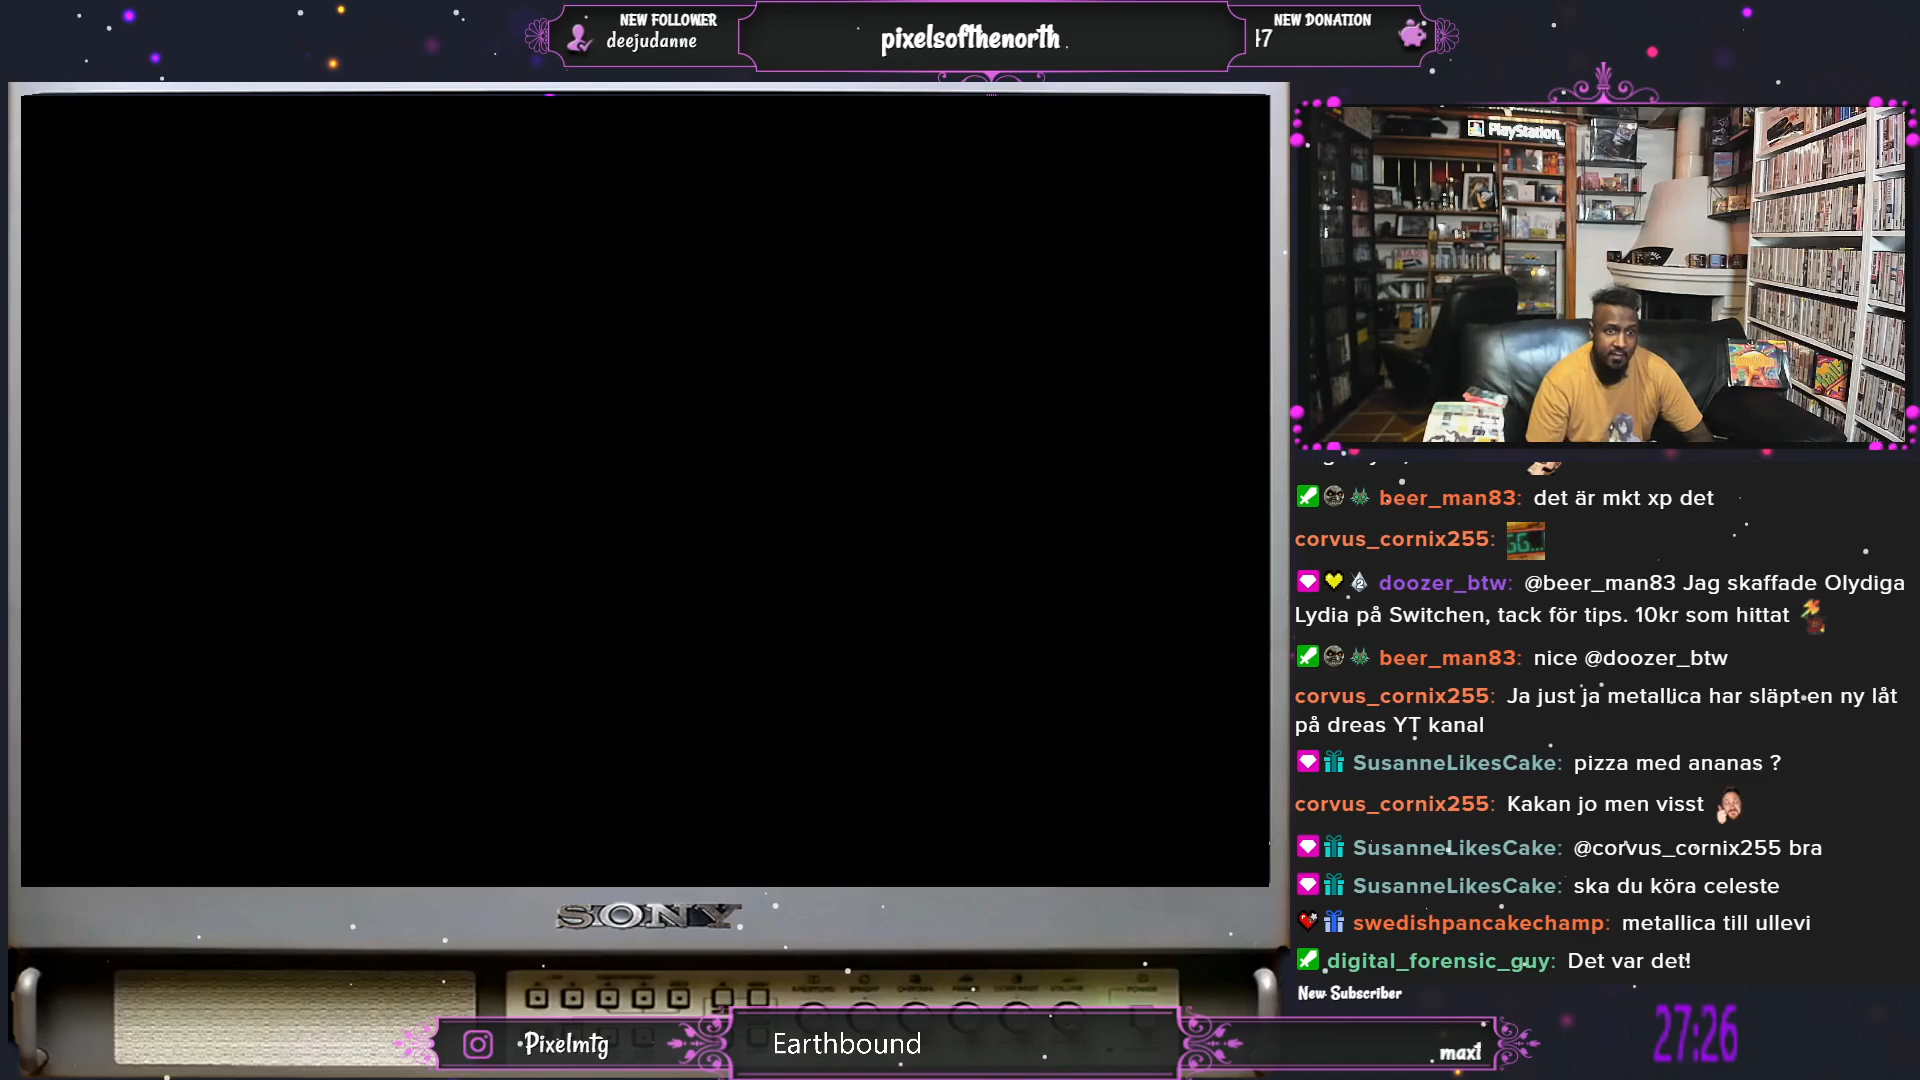 NEW FOLLOWER
deejudanne
pixelsofthenorth
NEW DONATION
47
PlayStation
beer_man83: det är mkt xp det
corvus_cornix255:
doozer_btw: @beer_man83 Jag skaffade Olydiga
Lydia på Switchen, tack för tips. 10kr som hittat
beer_man83: nice @doozer_btw
corvus_cornix255: Ja just ja metallica har släpt en ny låt
på dreas YT kanal
SusanneLikesCake: pizza med ananas ?
corvus_cornix255: Kakan jo men visst
SusanneLikesCake: @corvus_cornix255 bra
SusanneLikesCake: ska du köra celeste
swedishpancakechamp: metallica till ullevi
digital_forensic_guy: Det var det!
New Subscriber
maxi
27:26
SONY
Pixelmtg
Earthbound